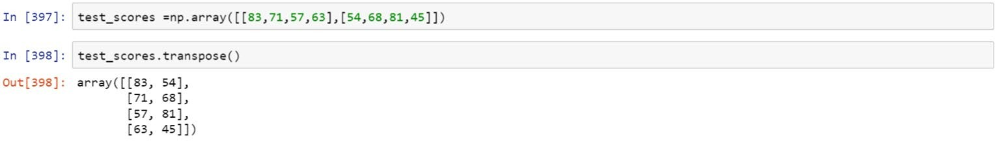 In [397]: test_scores =np.array([[83,71,57,63],[54,68,81,45]])
In [398]: test_scores.transpose()
Out[398]: array([[83, 54],
[71, 68],
[57, 81],
[63, 45]])